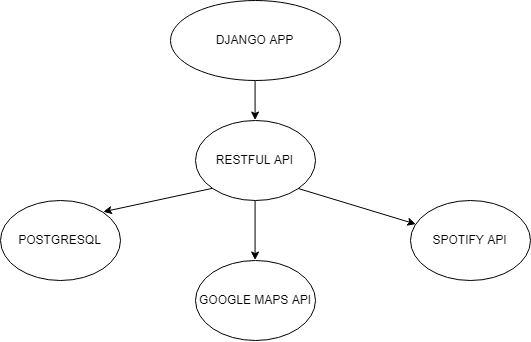 DJANGO APP
RESTFUL API
POSTGRESQL
SPOTIFY API
GOOGLE MAPS API